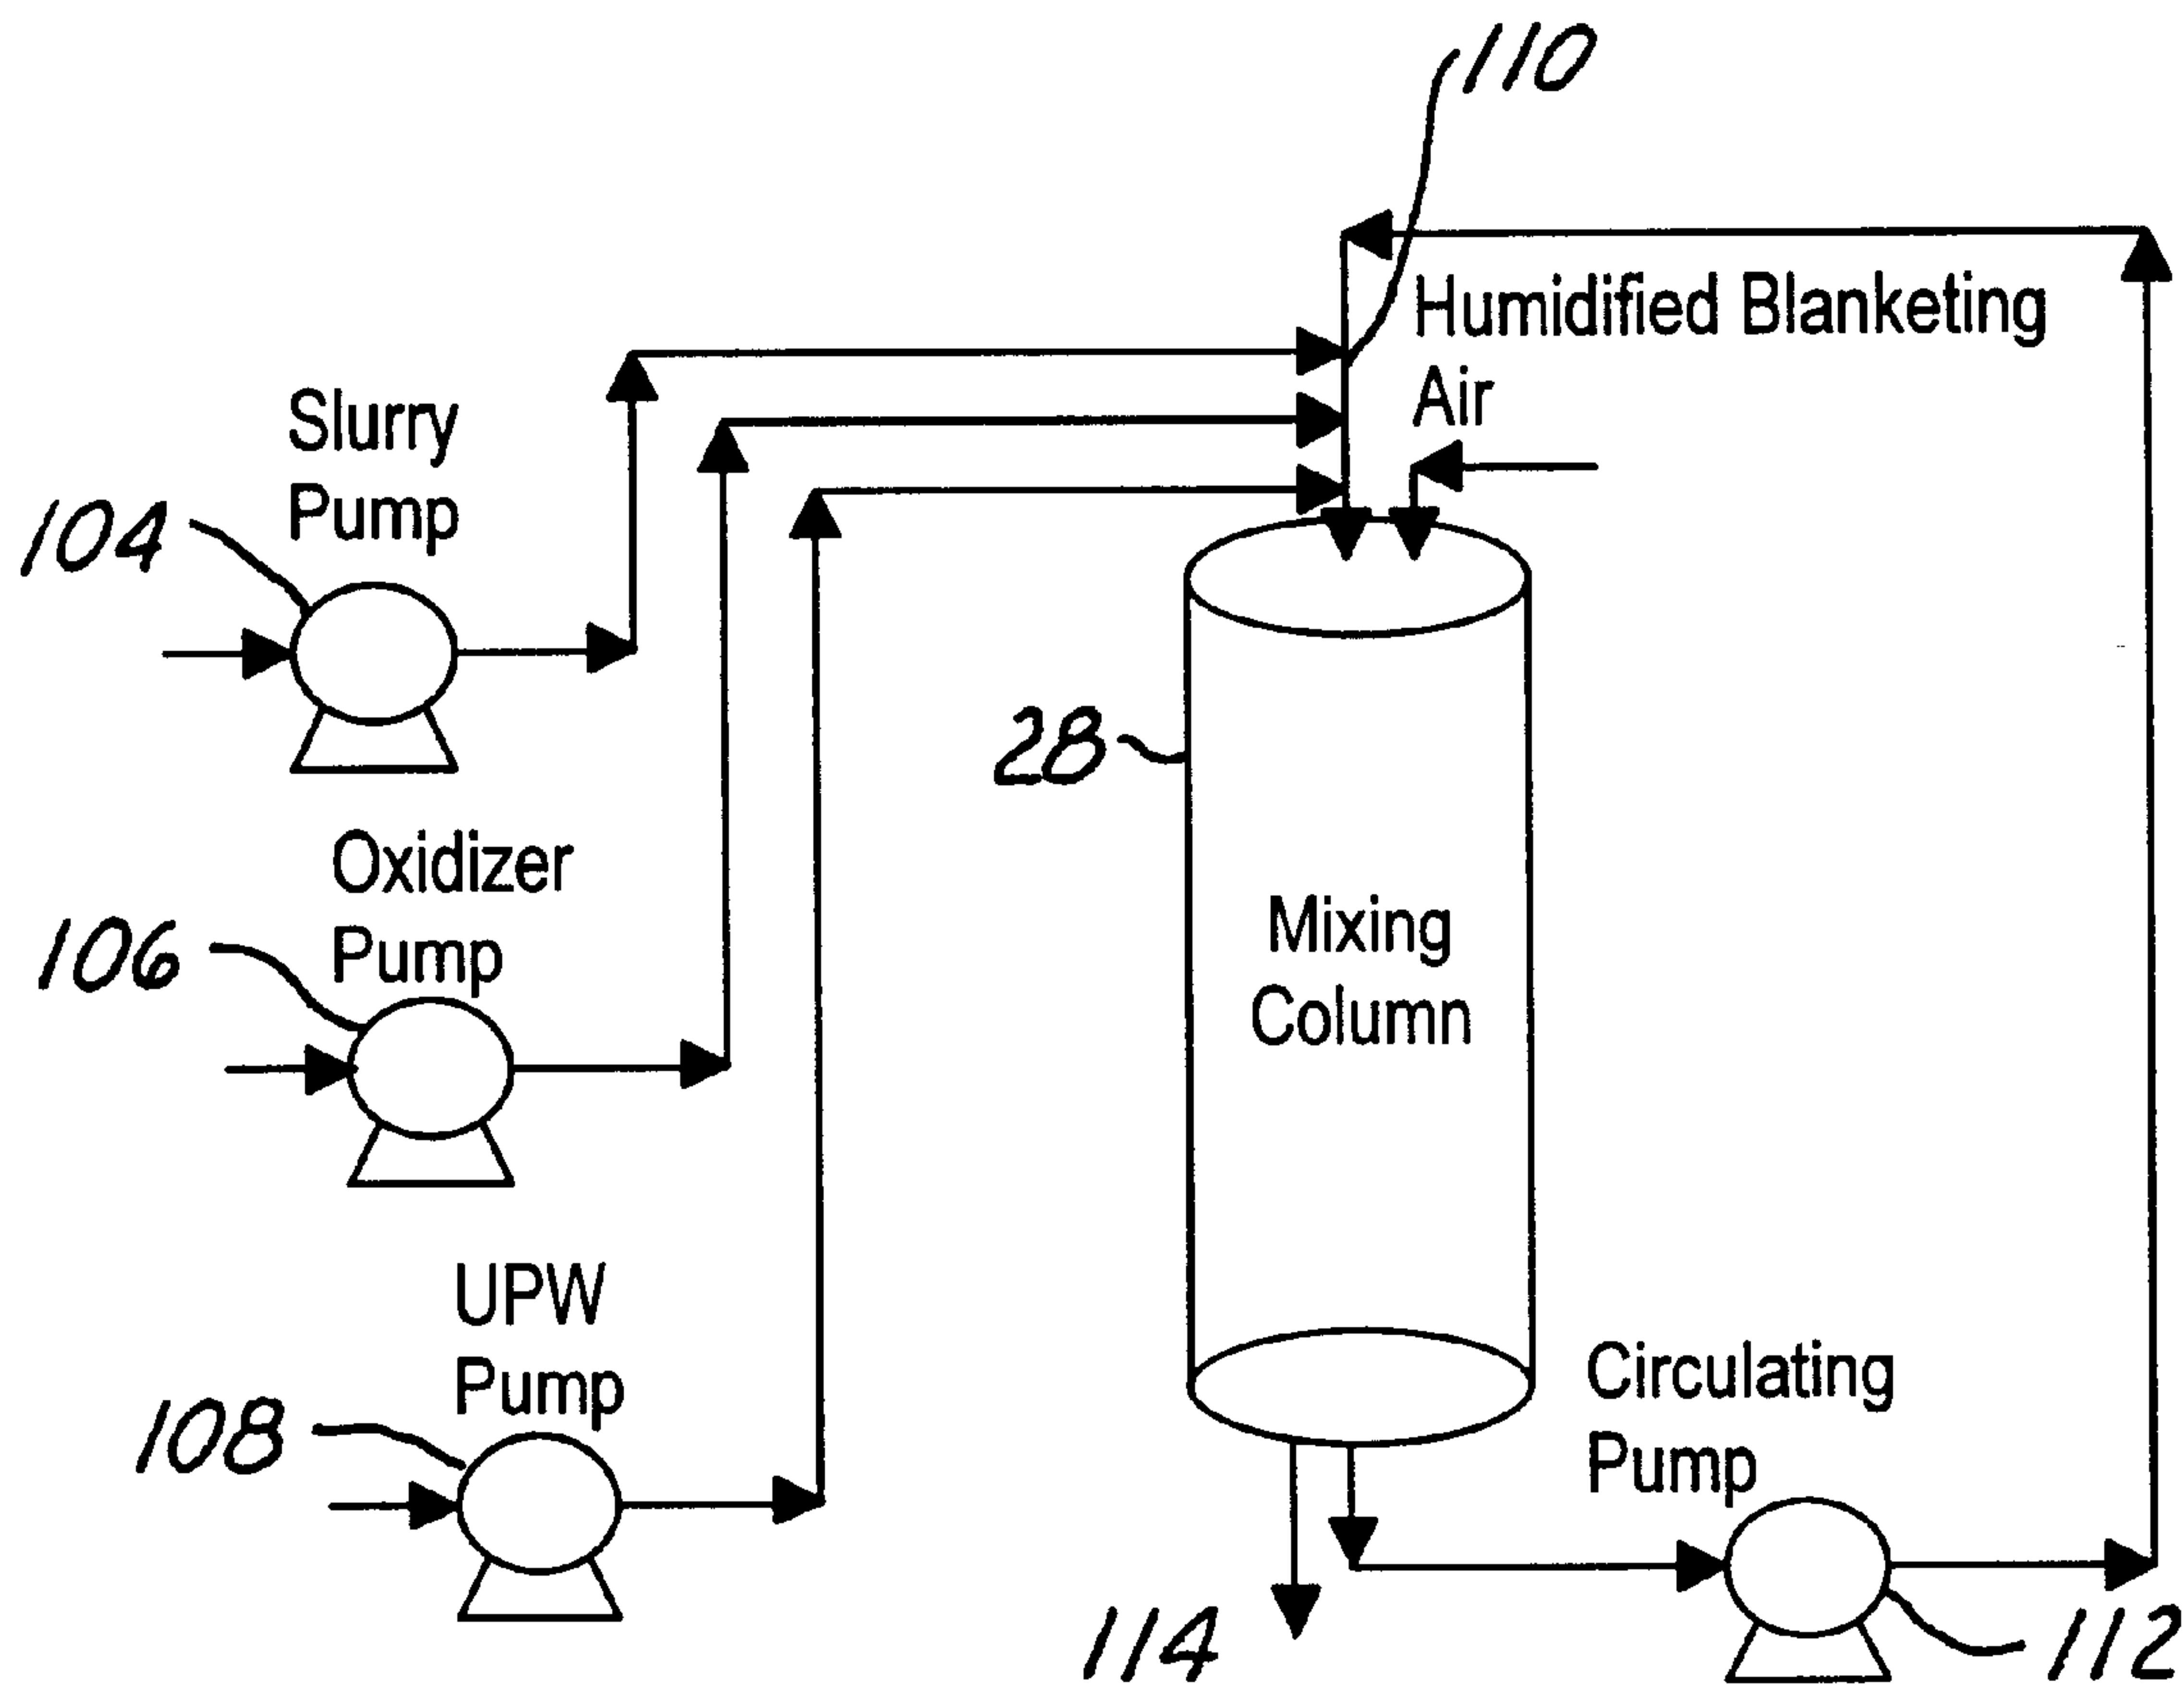 110
Humidified Blanketing
Air
Slurry
Pump
104
28
Oxidizer
Pump
106
Mixing
Column
UPW
Pump
108
Circulating
Pump
114
112